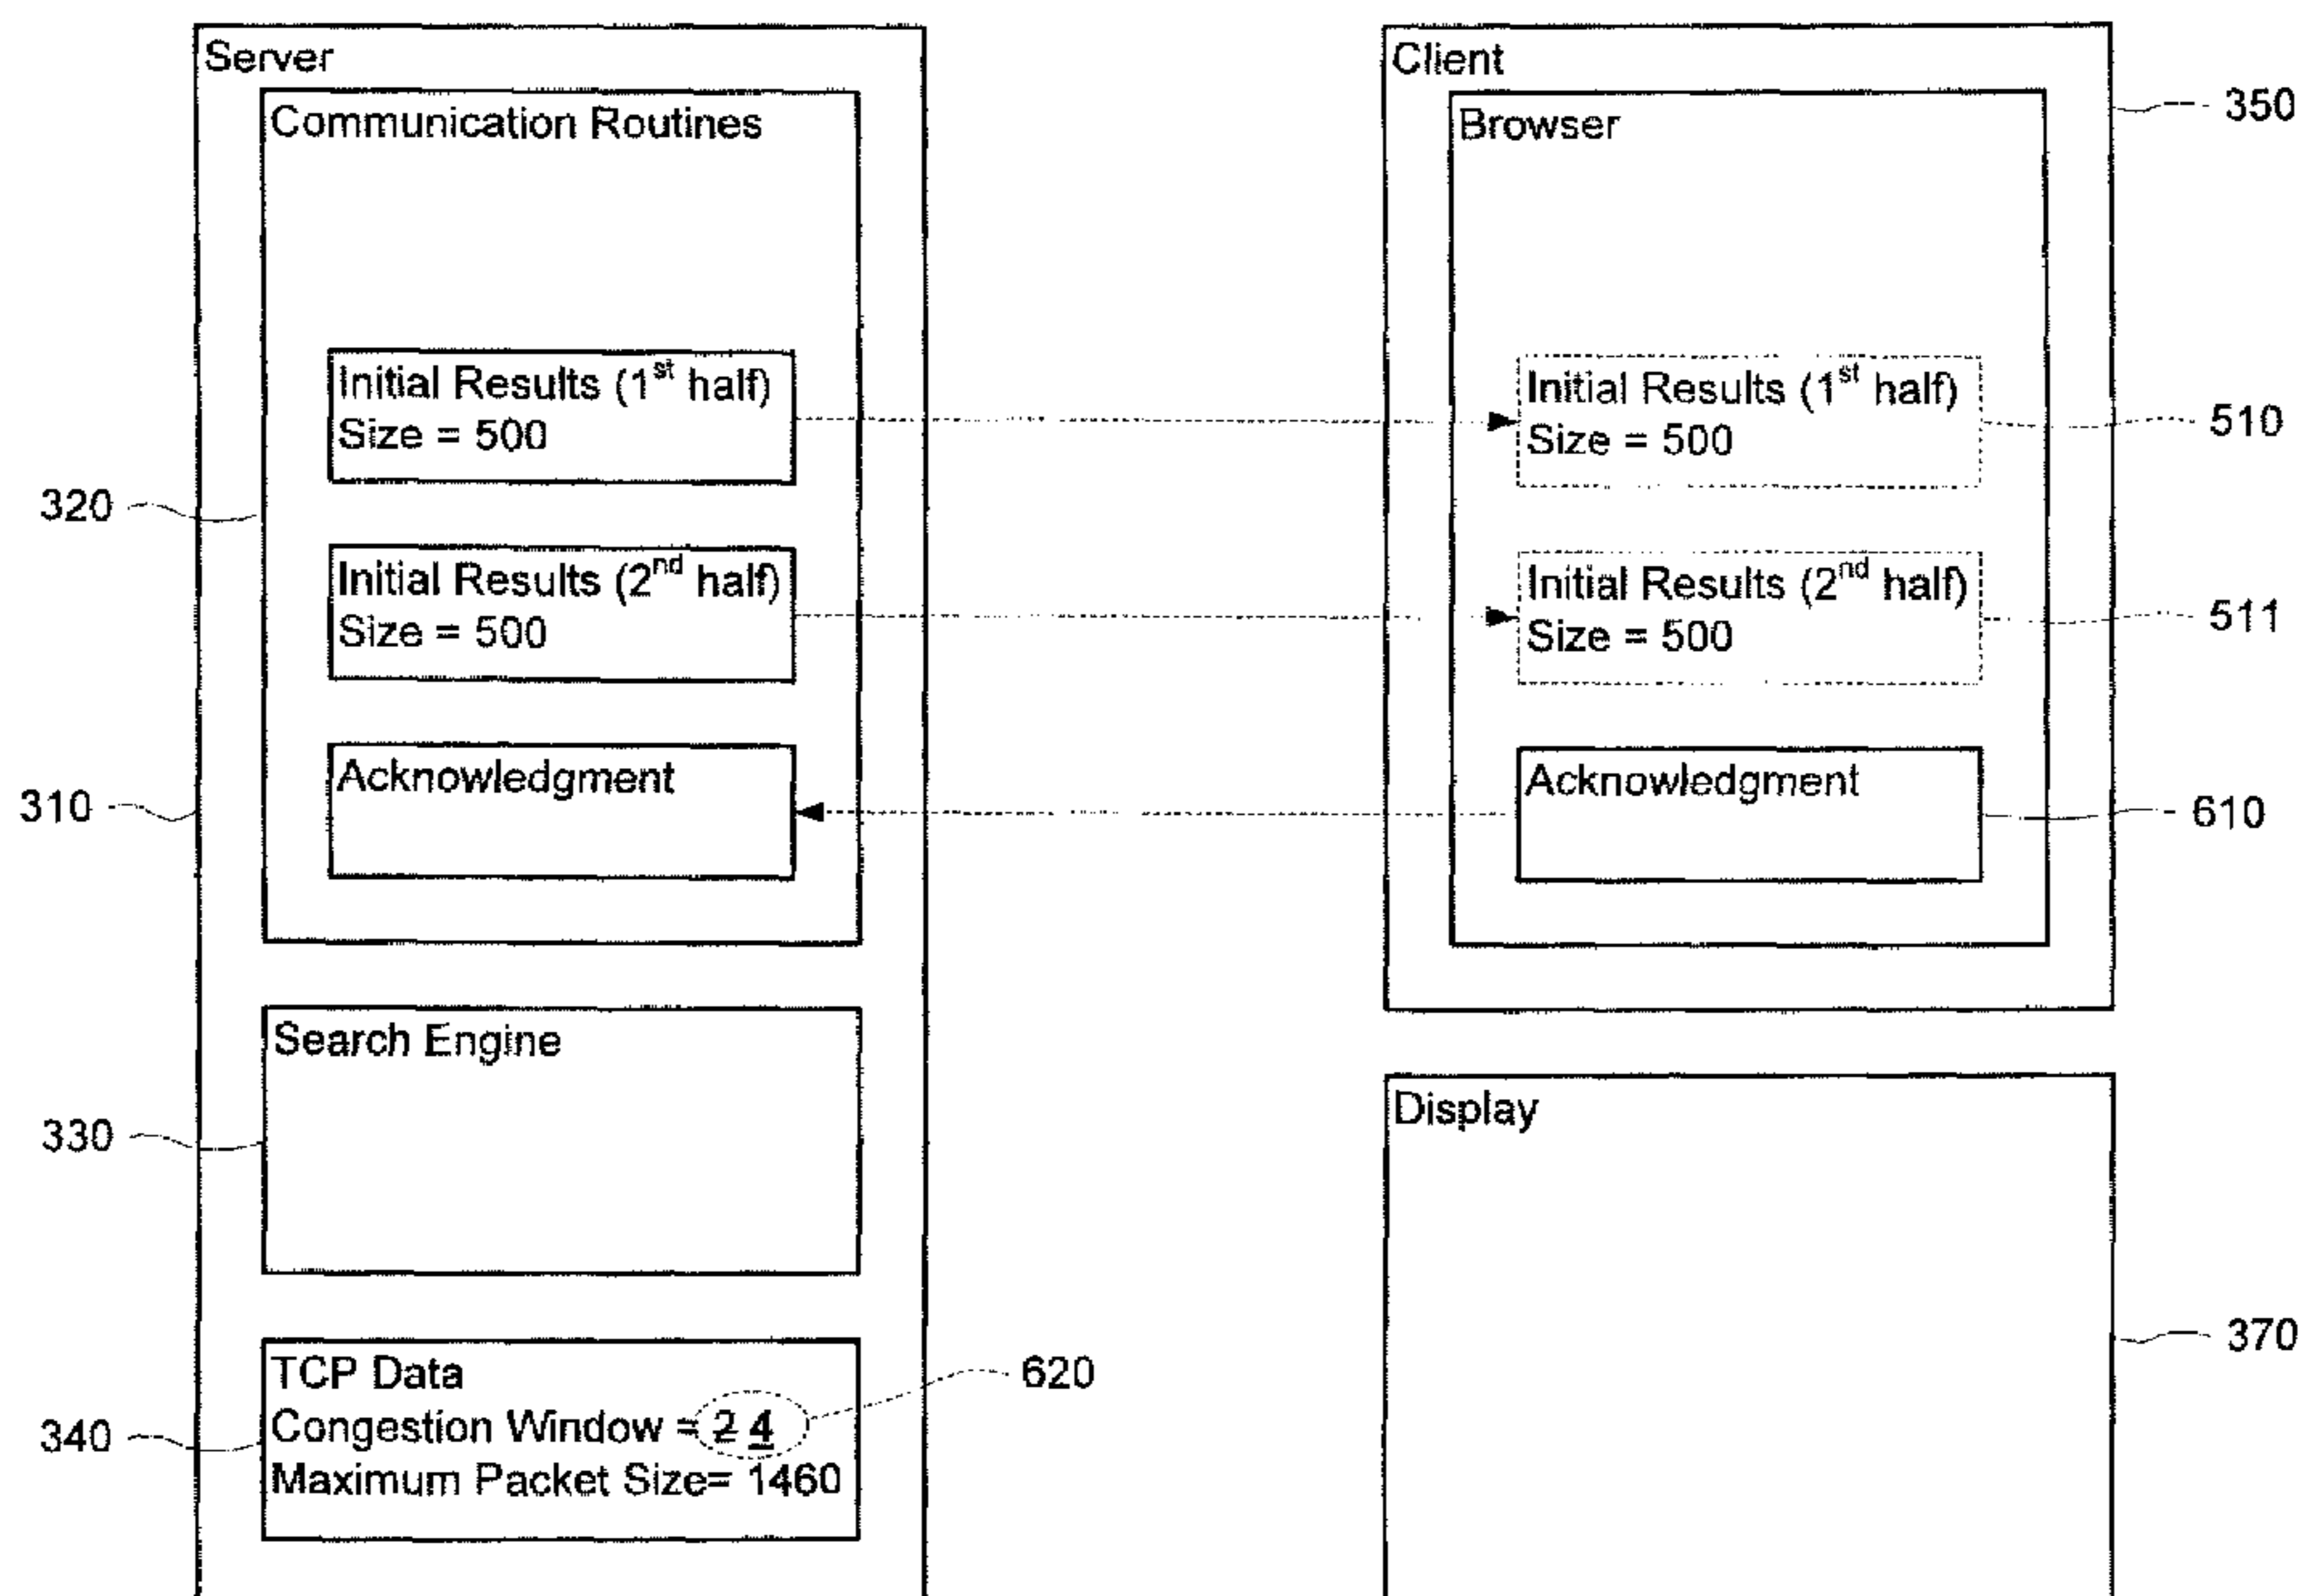 Server
Communication Routines
Initial Results (1st half)
Size = 500
320
Initial Results (2nd half)
Size = 500
310
Acknowledgment
Search Engine
330
TCP Data
Congestion Window = 2 4
Maximum Packet Size= 1460
340
620
Client
350
Browser
Initial Results (1st half)
Size = 500
510
Initial Results (2nd half)
Size = 500
511
Acknowledgment
610
Display
370